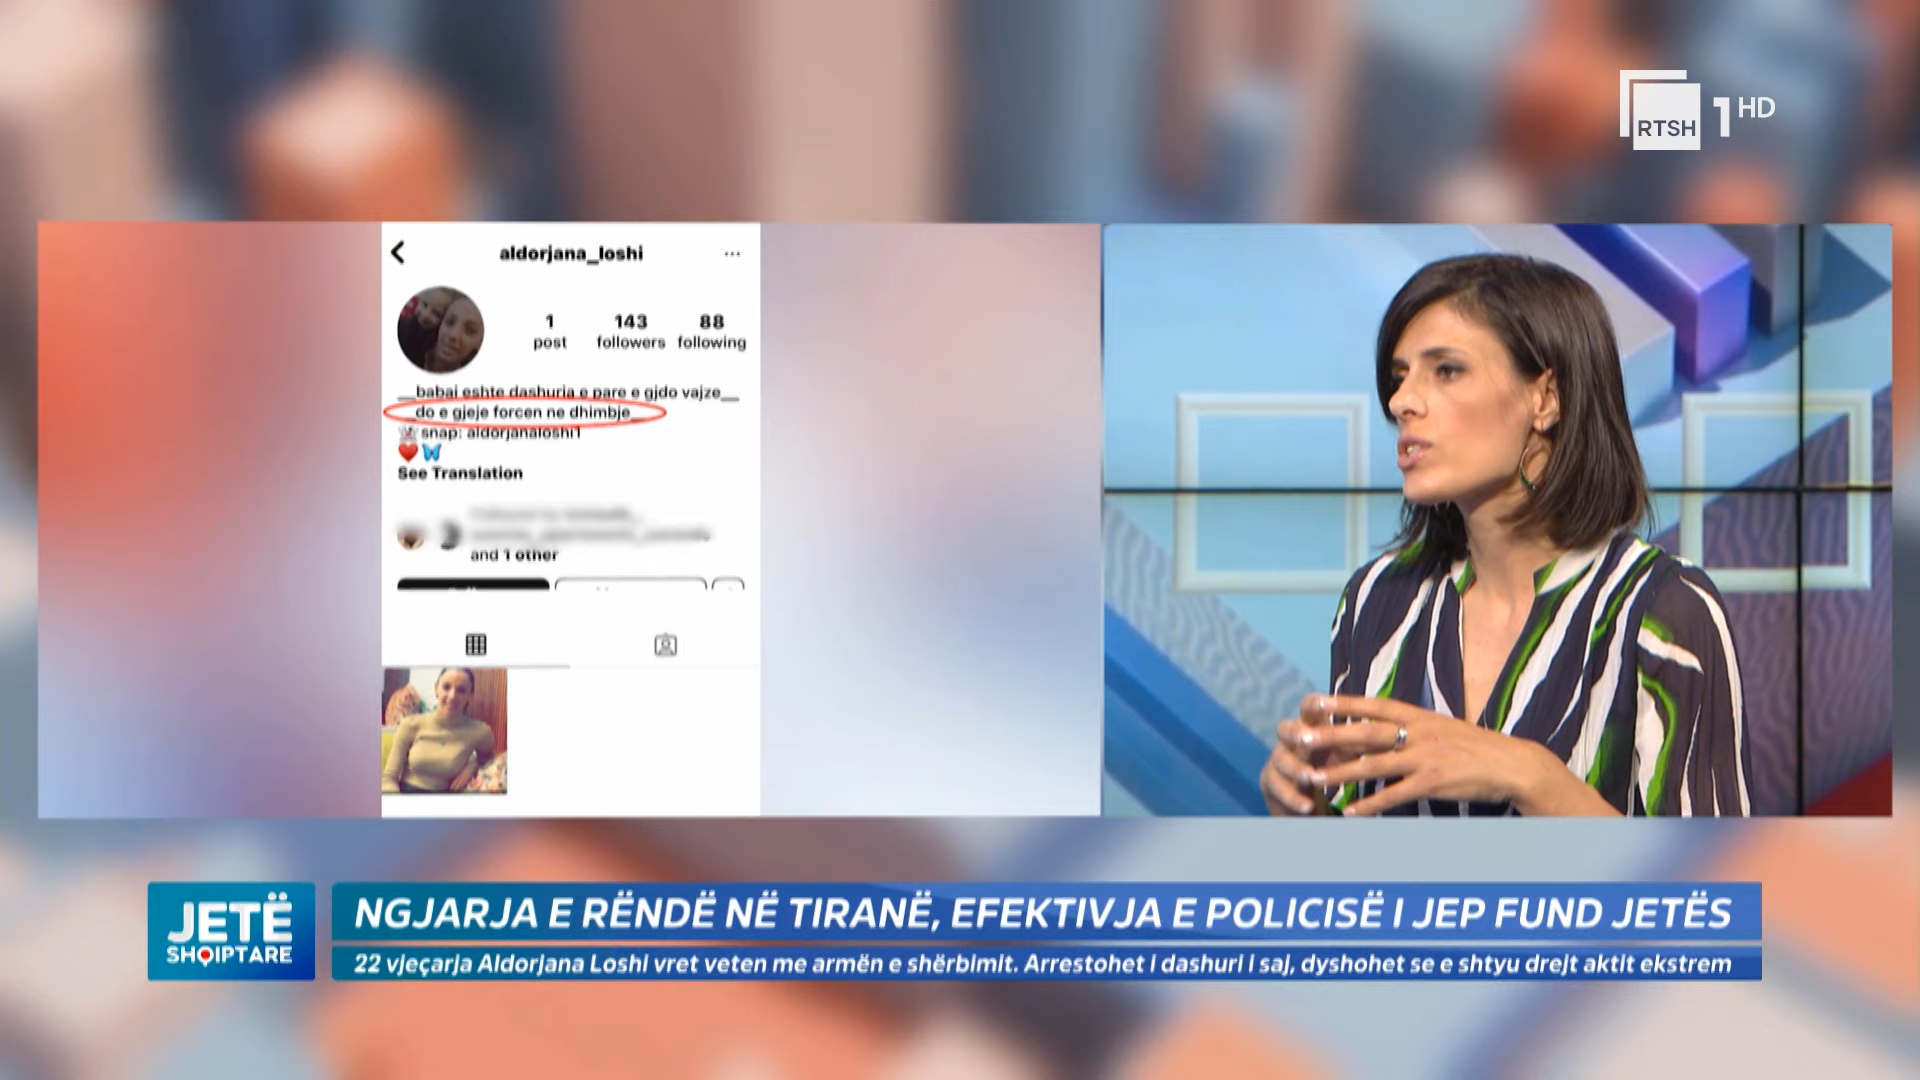 RTSH 1 HD
aldorjana_loshi
1 143 88
post followers following
__babai eshte dashuria e pare e gjdo vajze__
do e gjeje forcen ne dhimbje
snap: aldorjanaloshi1
See Translation
and 1 other
JETË
SHQIPTARE
NGJARJA E RËNDË NË TIRANË, EFEKTIVJA E POLICISË I JEP FUND JETËS
22 vjeçarja Aldorjana Loshi vret veten me armën e shërbimit. Arrestohet i dashuri i saj, dyshohet se e shtyu drejt aktit ekstrem